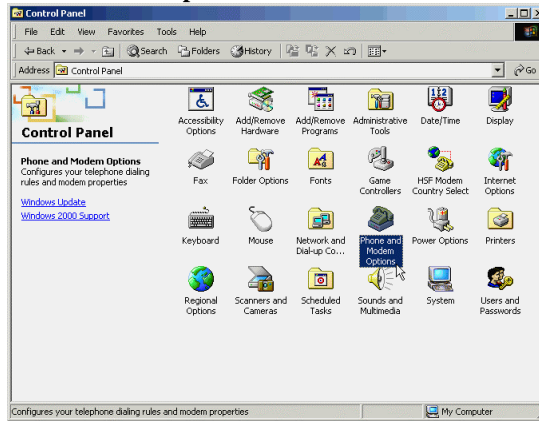 Control Panel
File Edit View Favorites Tools Help
Back Search Folders History
Address Control Panel Go
Control Panel
Phone and Modem Options
Configures your telephone dialing
rules and modem properties
Windows Update
Windows 2000 Support
Accessibility Options
Add/Remove Hardware
Add/Remove Programs
Administrative Tools
Date/Time
Display
Fax
Folder Options
Fonts
Game Controllers
HSF Modem Country Select
Internet Options
Keyboard
Mouse
Network and Dial-up Co...
Phone and Modem Options
Power Options
Printers
Regional Options
Scanners and Cameras
Scheduled Tasks
Sounds and Multimedia
System
Users and Passwords
Configures your telephone dialing rules and modem properties
My Computer